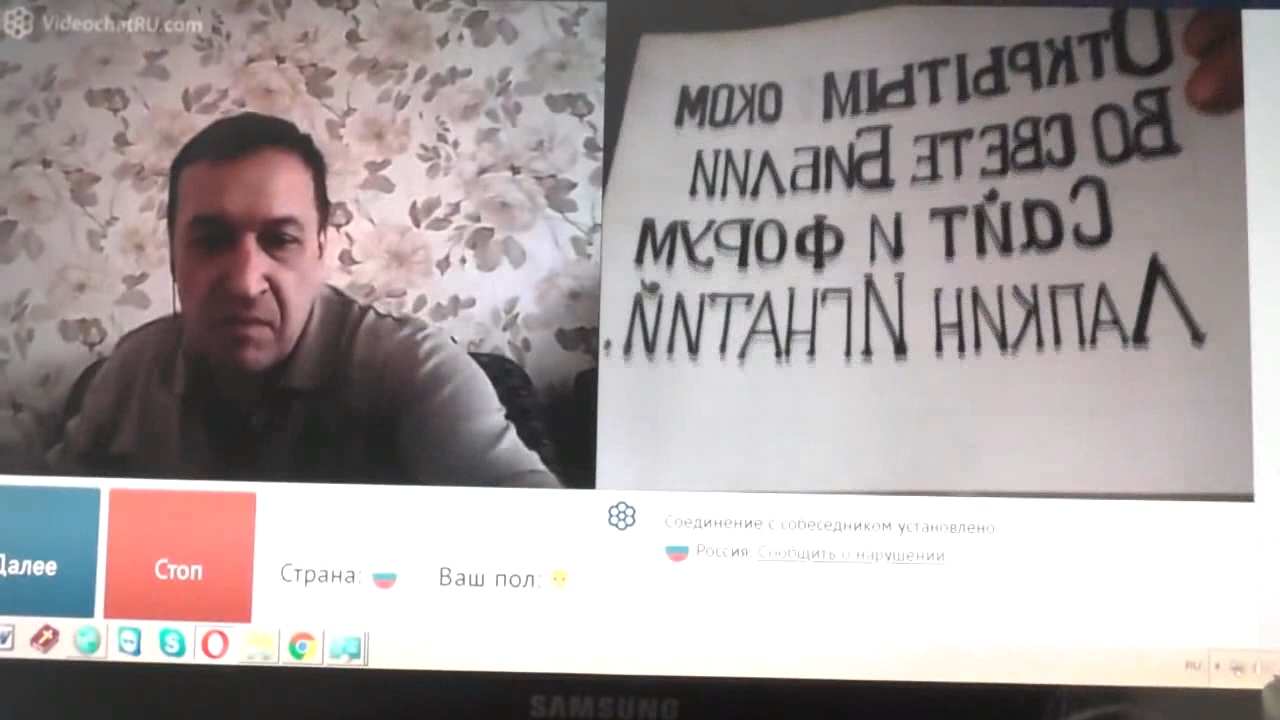 VideochatRU.com
Открытым оком
Во свете Библии
Сайт и форум
Лапкин Игнатий.
Соединение с собеседником установлено.
Россия. Сообщить о нарушении
Далее
Стоп
Страна:
Ваш пол:
RU
SAMSUNG